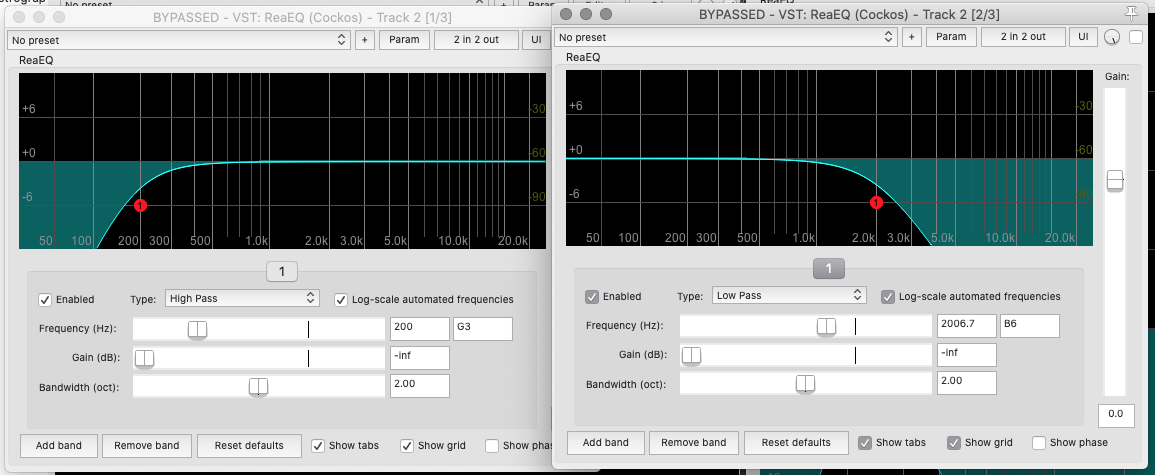 BYPASSED - VST: ReaEQ (Cockos) - Track 2 [1/3]
No preset
+
Param
2 in 2 out
UI
ReaEQ
+6
-30
+0
-60
-6
-90
50 100 200 300 500 1.0k 2.0k 3.0k 5.0k 10.0k 20.0k
1
1
Enabled
Type: High Pass
Log-scale automated frequencies
Frequency (Hz): 200 G3
Gain (dB): -inf
Bandwidth (oct): 2.00
Add band
Remove band
Reset defaults
Show tabs
Show grid
Show phas
BYPASSED - VST: ReaEQ (Cockos) - Track 2 [2/3]
No preset
+
Param
2 in 2 out
UI
ReaEQ
Gain:
+6
-30
+0
-60
-6
-90
50 100 200 300 500 1.0k 2.0k 3.0k 5.0k 10.0k 20.0k
1
1
Enabled
Type: Low Pass
Log-scale automated frequencies
Frequency (Hz): 2006.7 B6
Gain (dB): -inf
Bandwidth (oct): 2.00
0.0
Add band
Remove band
Reset defaults
Show tabs
Show grid
Show phase